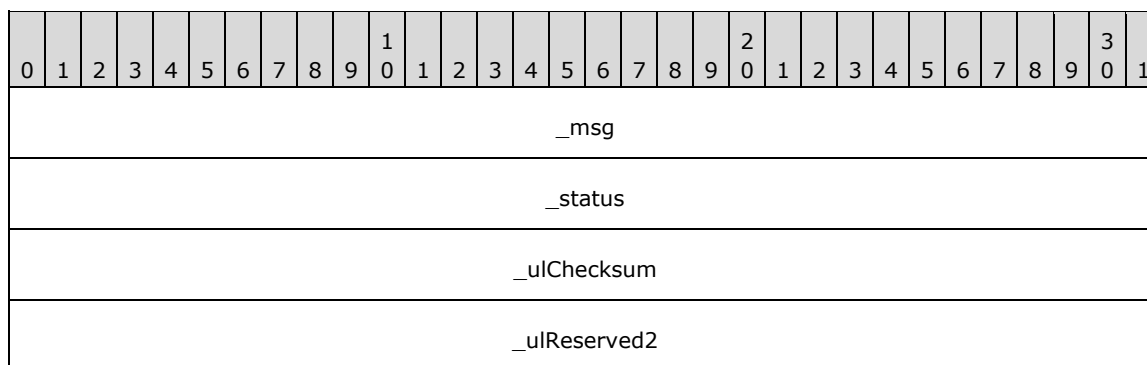 1 2 3
0 1 2 3 4 5 6 7 8 9 0 1 2 3 4 5 6 7 8 9 0 1 2 3 4 5 6 7 8 9 0 1
_msg
_status
_ulChecksum
_ulReserved2